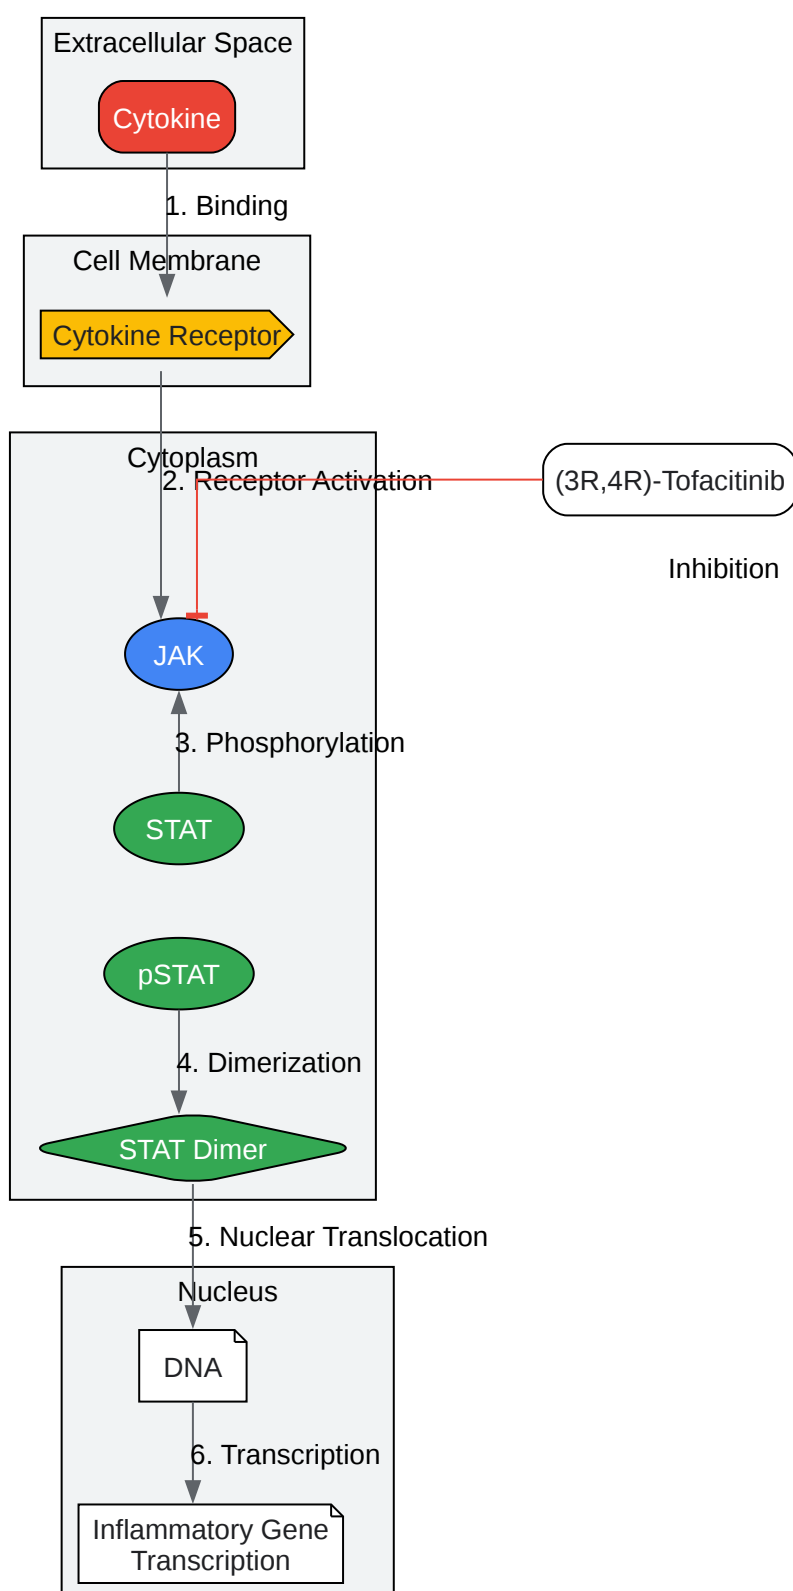 Extracellular Space
Cytokine
1. Binding
Cell Membrane
Cytokine Receptor
Cytoplasm
2. Receptor Activation
(3R,4R)-Tofacitinib
Inhibition
JAK
3. Phosphorylation
STAT
pSTAT
4. Dimerization
STAT Dimer
5. Nuclear Translocation
Nucleus
DNA
6. Transcription
Inflammatory Gene
Transcription